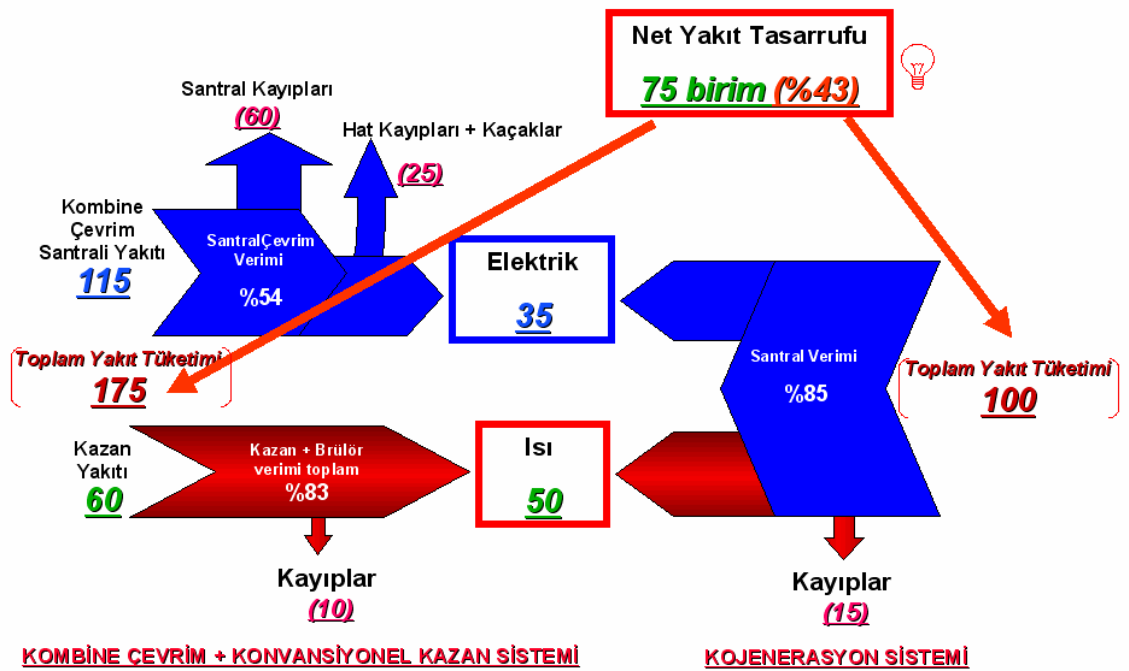 Net Yakıt Tasarrufu
75 birim (%43)
Santral Kayıpları
(60)
Hat Kayıpları + Kaçaklar
(25)
Kombine
Çevrim
Santrali Yakıtı
115
SantralÇevrim
Verimi
%54
Elektrik
35
Santral Verimi
%85
Toplam Yakıt Tüketimi
175
Toplam Yakıt Tüketimi
100
Kazan
Yakıtı
60
Kazan + Brülör
verimi toplam
%83
Isı
50
Kayıplar
(10)
Kayıplar
(15)
KOMBİNE ÇEVRİM + KONVANSİYONEL KAZAN SİSTEMİ
KOJENERASYON SİSTEMİ